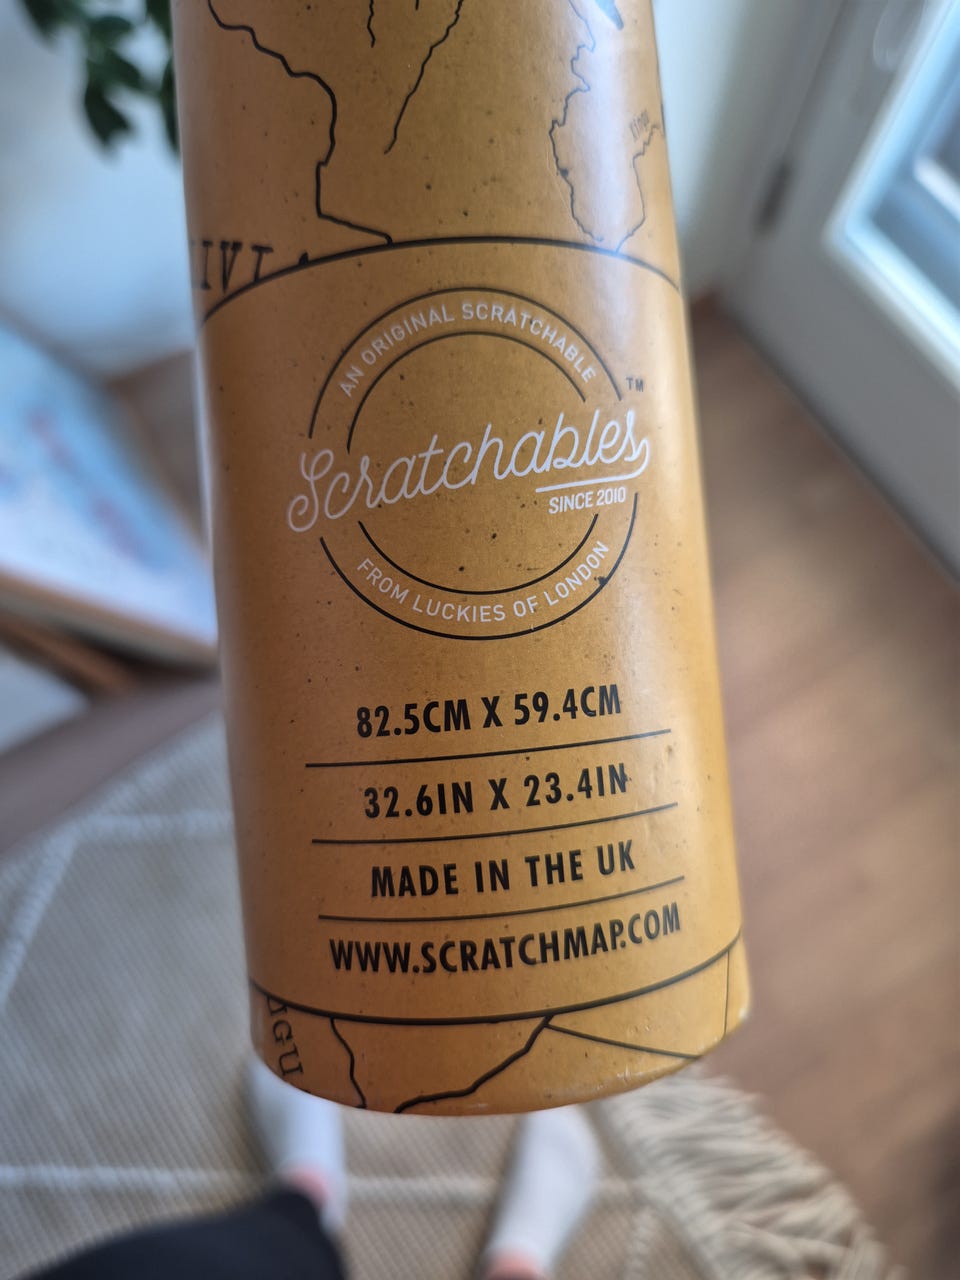 AN ORIGINAL SCRATCHABLE
TM
Scratchables
SINCE 2010
FROM LUCKIES OF LONDON
82.5CM X 59.4CM
32.6IN X 23.4IN
MADE IN THE UK
WWW.SCRATCHMAP.COM